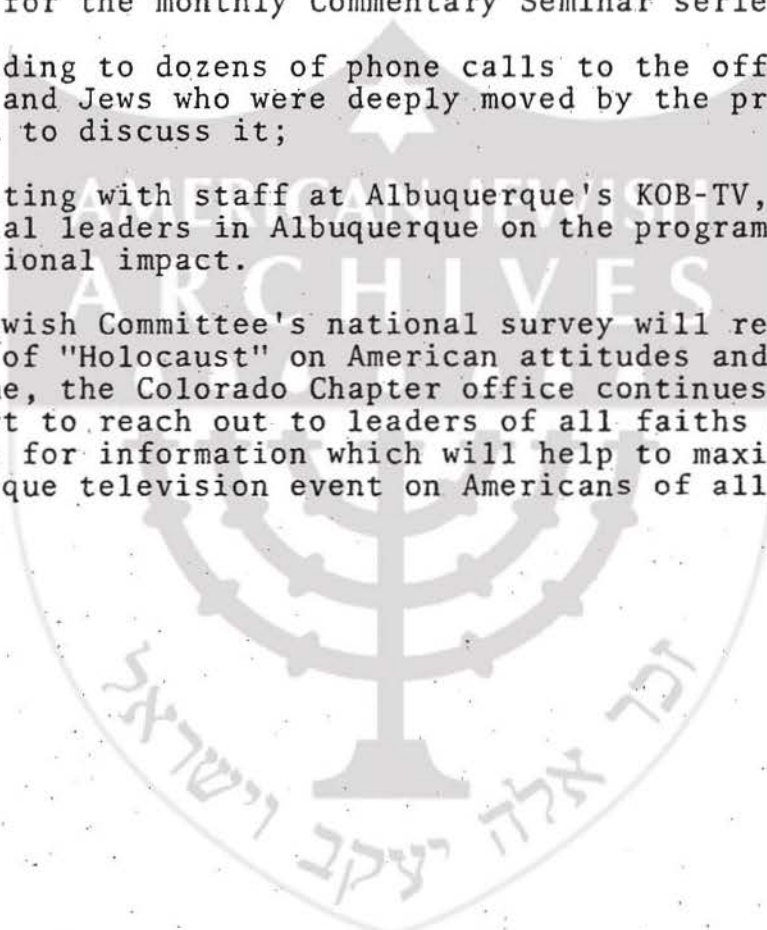 for the monthly Commentary Seminar serie
ding to dozens of phone calls to the off
and Jews who were deeply moved by the pr
to discuss it;
ting with staff at Albuquerque's KOB-TV,
al leaders in Albuquerque on the program
ional impact.
wish Committee's national survey will re
of "Holocaust" on American attitudes and
e, the Colorado Chapter office continues
t to reach out to leaders of all faiths
for information which will help to maxi
que television event on Americans of all
AMERICAN JEWISH
ARCHIVES
זכר אלה יעקב וישראל